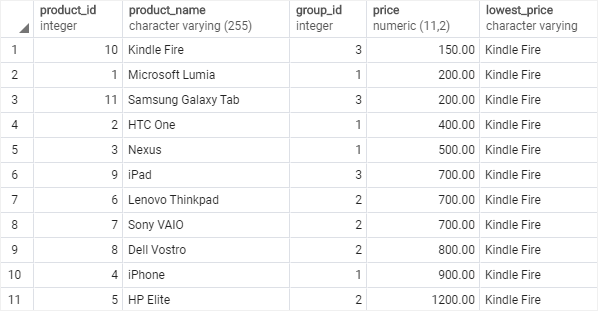 product_id product_name group_id price lowest_price
integer character varying (255) integer numeric (11,2) character varying
1 10 Kindle Fire 3 150.00 Kindle Fire
2 1 Microsoft Lumia 1 200.00 Kindle Fire
3 11 Samsung Galaxy Tab 3 200.00 Kindle Fire
4 2 HTC One 1 400.00 Kindle Fire
5 3 Nexus 1 500.00 Kindle Fire
6 9 iPad 3 700.00 Kindle Fire
7 6 Lenovo Thinkpad 2 700.00 Kindle Fire
8 7 Sony VAIO 2 700.00 Kindle Fire
9 8 Dell Vostro 2 800.00 Kindle Fire
10 4 iPhone 1 900.00 Kindle Fire
11 5 HP Elite 2 1200.00 Kindle Fire